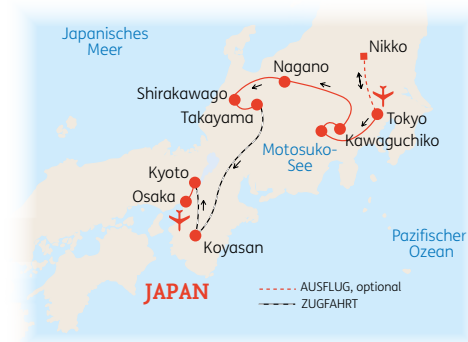 Japanisches
Meer
Nikko
Nagano
Shirakawago
Takayama
Tokyo
Kawaguchiko
Motosuko-
See
Kyoto
Osaka
Koyasan
Pazifischer
Ozean
JAPAN
AUSFLUG, optional
ZUGFAHRT